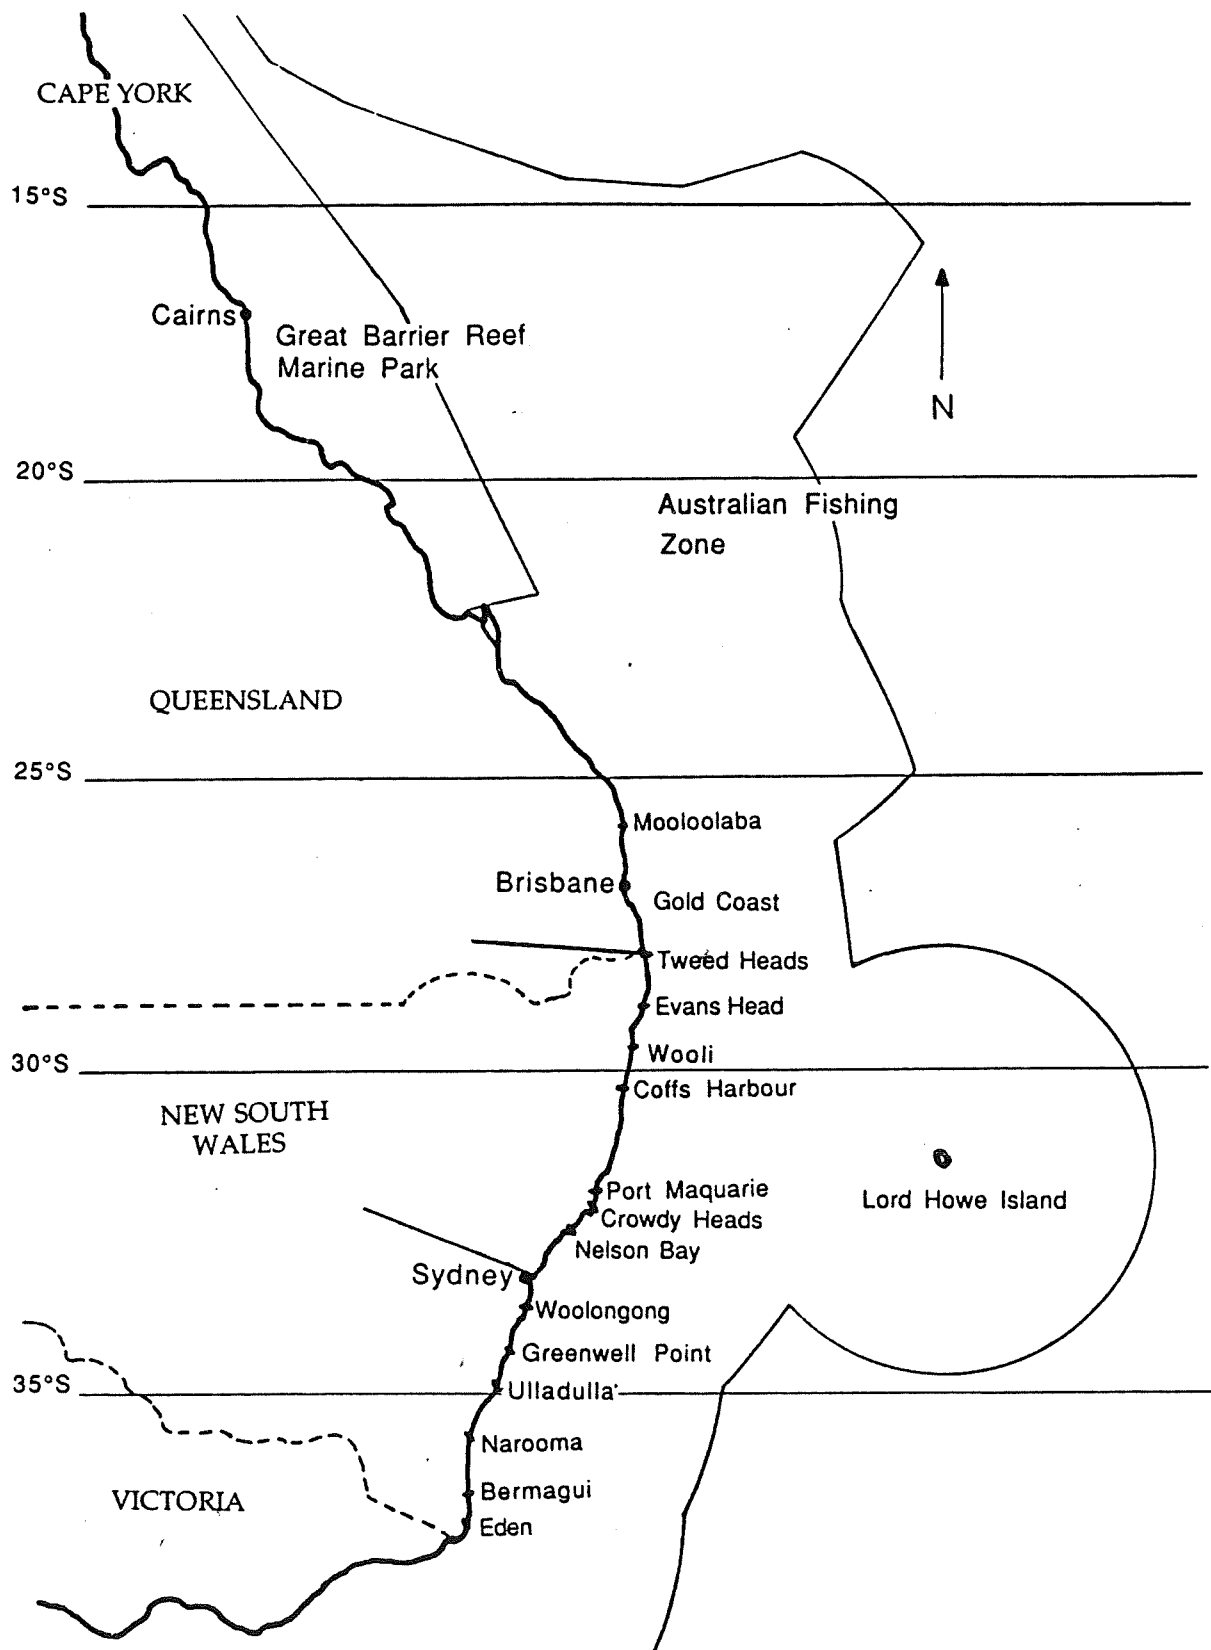 CAPE YORK
15°S
Cairns
Great Barrier Reef
Marine Park
N
20°S
Australian Fishing
Zone
QUEENSLAND
25°S
Mooloolaba
Brisbane
Gold Coast
Tweed Heads
Evans Head
Wooli
30°S
Coffs Harbour
NEW SOUTH
WALES
Port Maquarie
Lord Howe Island
Crowdy Heads
Nelson Bay
Sydney
Woolongong
Greenwell Point
35°S
Ulladulla
Narooma
Bermagui
VICTORIA
Eden